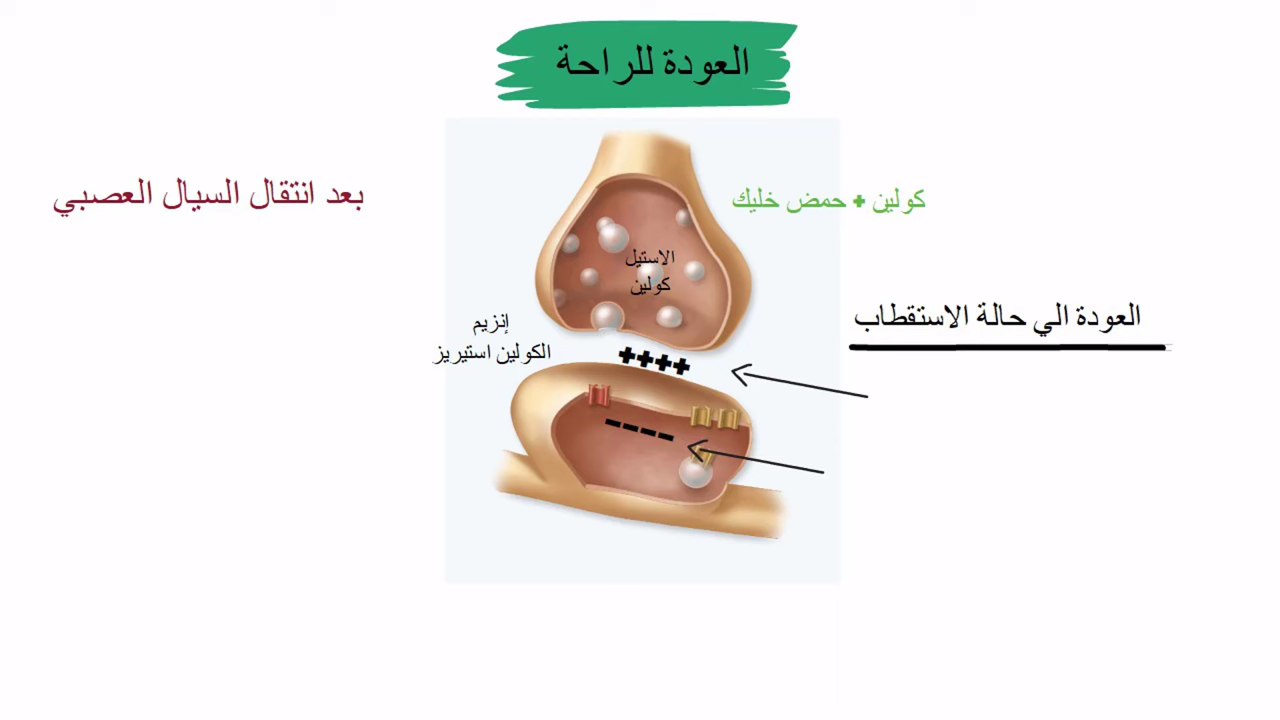 العودة للراحة
بعد انتقال السيال العصبي
كولين + حمض خليك
الاستيل
كولين
العودة الي حالة الاستقطاب
إنزيم
الكولين استيريز
++++
----